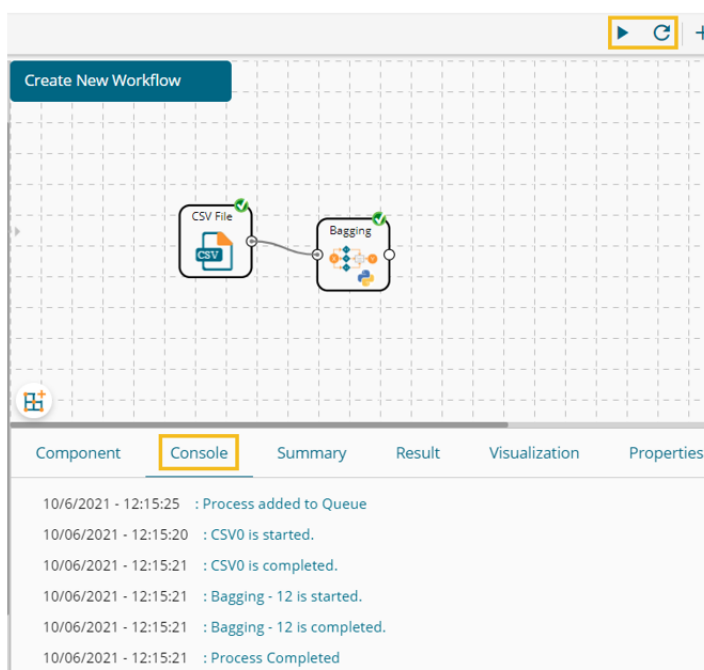 Create New Workflow
CSV File
CSV
Bagging
Component Console Summary Result Visualization Properties
10/6/2021 - 12:15:25 : Process added to Queue
10/06/2021 - 12:15:20 : CSV0 is started.
10/06/2021 - 12:15:21 : CSV0 is completed.
10/06/2021 - 12:15:21 : Bagging - 12 is started.
10/06/2021 - 12:15:21 : Bagging - 12 is completed.
10/06/2021 - 12:15:21 : Process Completed